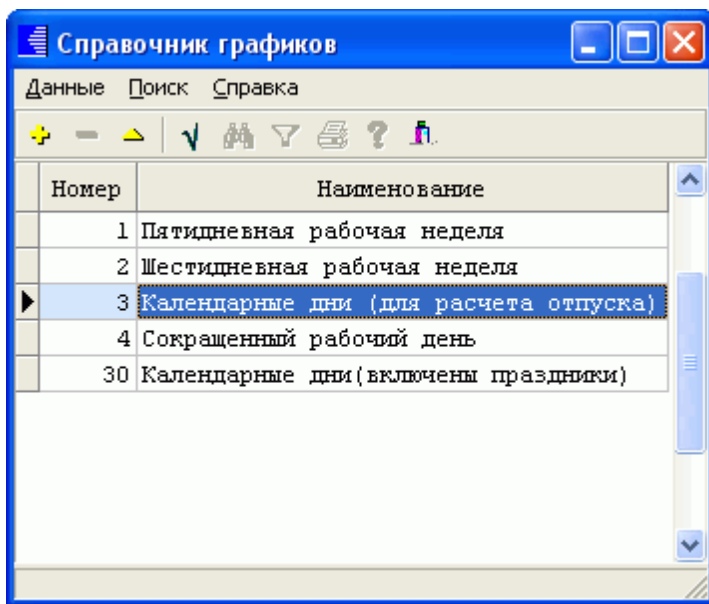 Справочник графиков
Данные Поиск Справка
Номер Наименование
1 Пятидневная рабочая неделя
2 Шестидневная рабочая неделя
3 Календарные дни (для расчета отпуска)
4 Сокращенный рабочий день
30 Календарные дни(включены праздники)